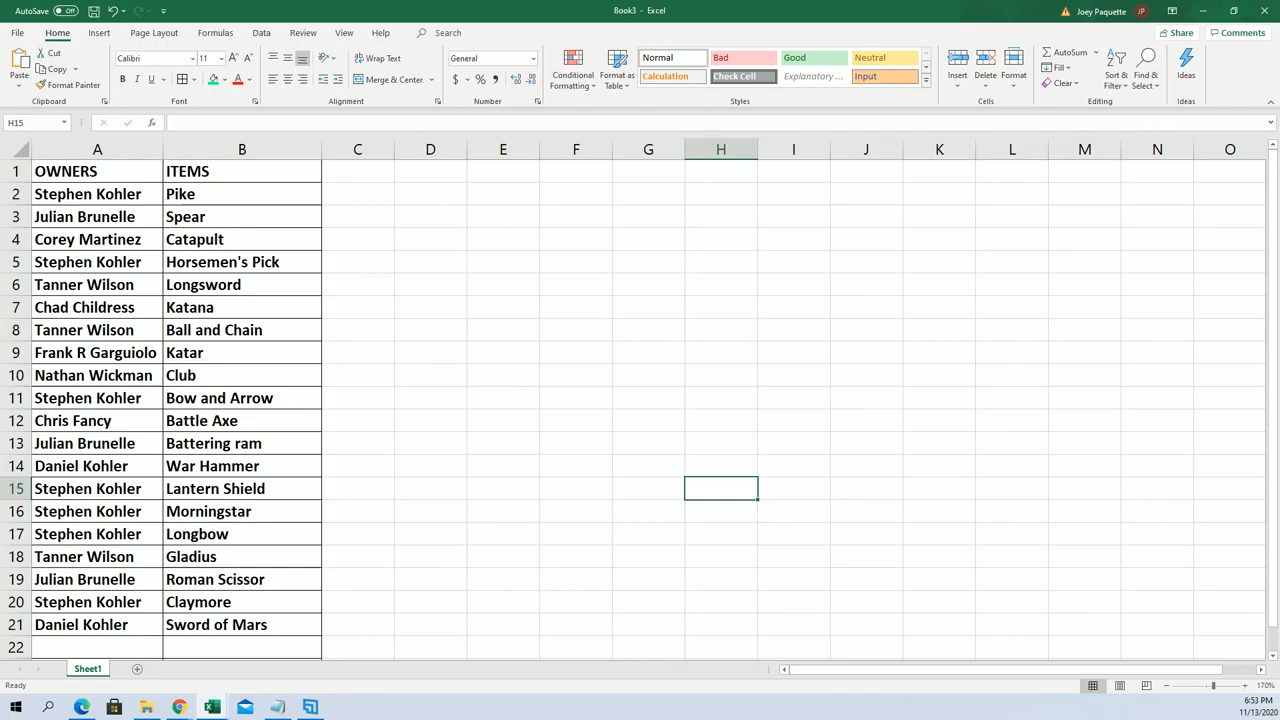 AutoSave Off Book3 - Excel Joey Paquette JP
File Home Insert Page Layout Formulas Data Review View Help Search Share Comments
Paste Cut Copy Format Painter Clipboard
Calibri 11 A A B I U A Font
Wrap Text Merge & Center Alignment
General $ % , Number
Conditional Formatting Format as Table
Normal Bad Good Neutral
Calculation Check Cell Explanatory ... Input
Styles
Insert Delete Format Cells
AutoSum Fill Clear Sort & Filter Find & Select Editing
Ideas Ideas
H15 fx
A B C D E F G H I J K L M N O
1 OWNERS ITEMS
2 Stephen Kohler Pike
3 Julian Brunelle Spear
4 Corey Martinez Catapult
5 Stephen Kohler Horsemen's Pick
6 Tanner Wilson Longsword
7 Chad Childress Katana
8 Tanner Wilson Ball and Chain
9 Frank R Garguiolo Katar
10 Nathan Wickman Club
11 Stephen Kohler Bow and Arrow
12 Chris Fancy Battle Axe
13 Julian Brunelle Battering ram
14 Daniel Kohler War Hammer
15 Stephen Kohler Lantern Shield
16 Stephen Kohler Morningstar
17 Stephen Kohler Longbow
18 Tanner Wilson Gladius
19 Julian Brunelle Roman Scissor
20 Stephen Kohler Claymore
21 Daniel Kohler Sword of Mars
22
Sheet1
Ready 170%
6:53 PM
11/13/2020